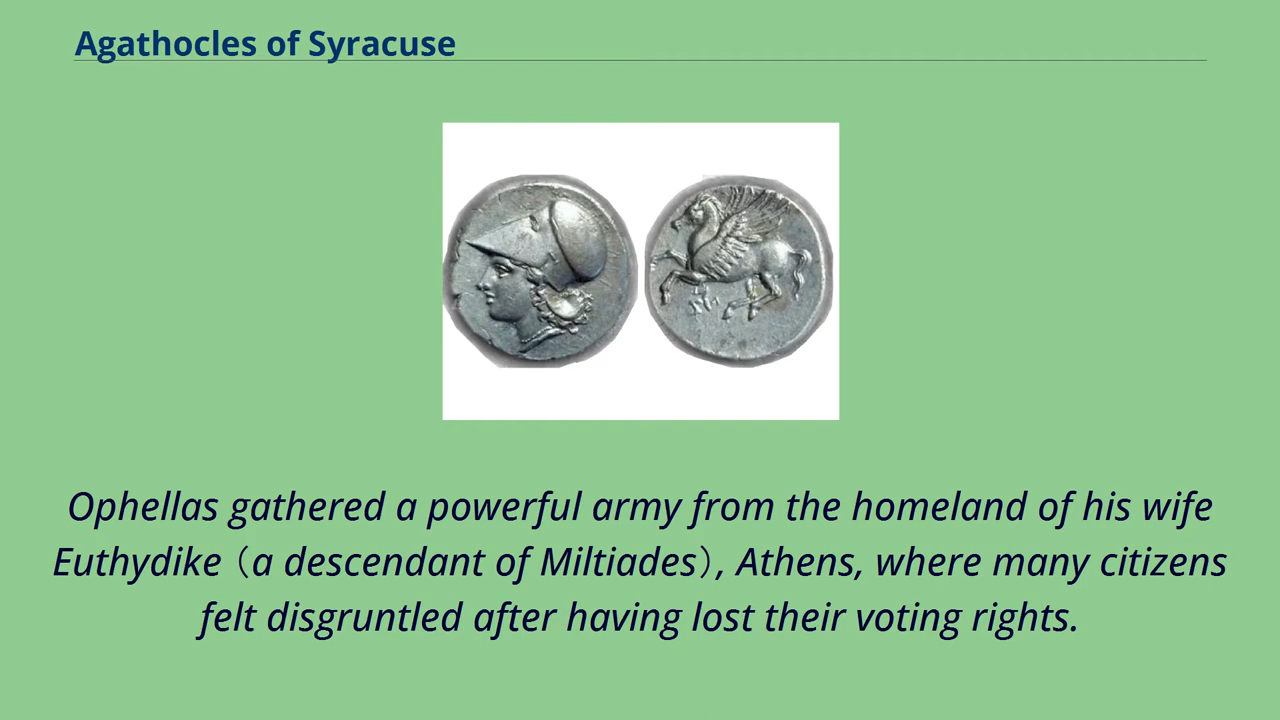 Agathocles of Syracuse
Ophellas gathered a powerful army from the homeland of his wife
Euthydike（a descendant of Miltiades）, Athens, where many citizens
felt disgruntled after having lost their voting rights.